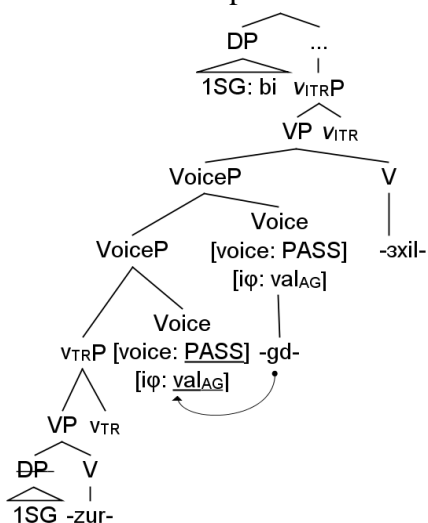 DP ...
1SG: bi vITRP
VP vITR
VoiceP V
Voice
VoiceP [voice: PASS] -зxil-
[iφ: valAG]
Voice
vTRP [voice: PASS] -gd-
[iφ: valAG]
VP vTR
DP V
1SG -zur-